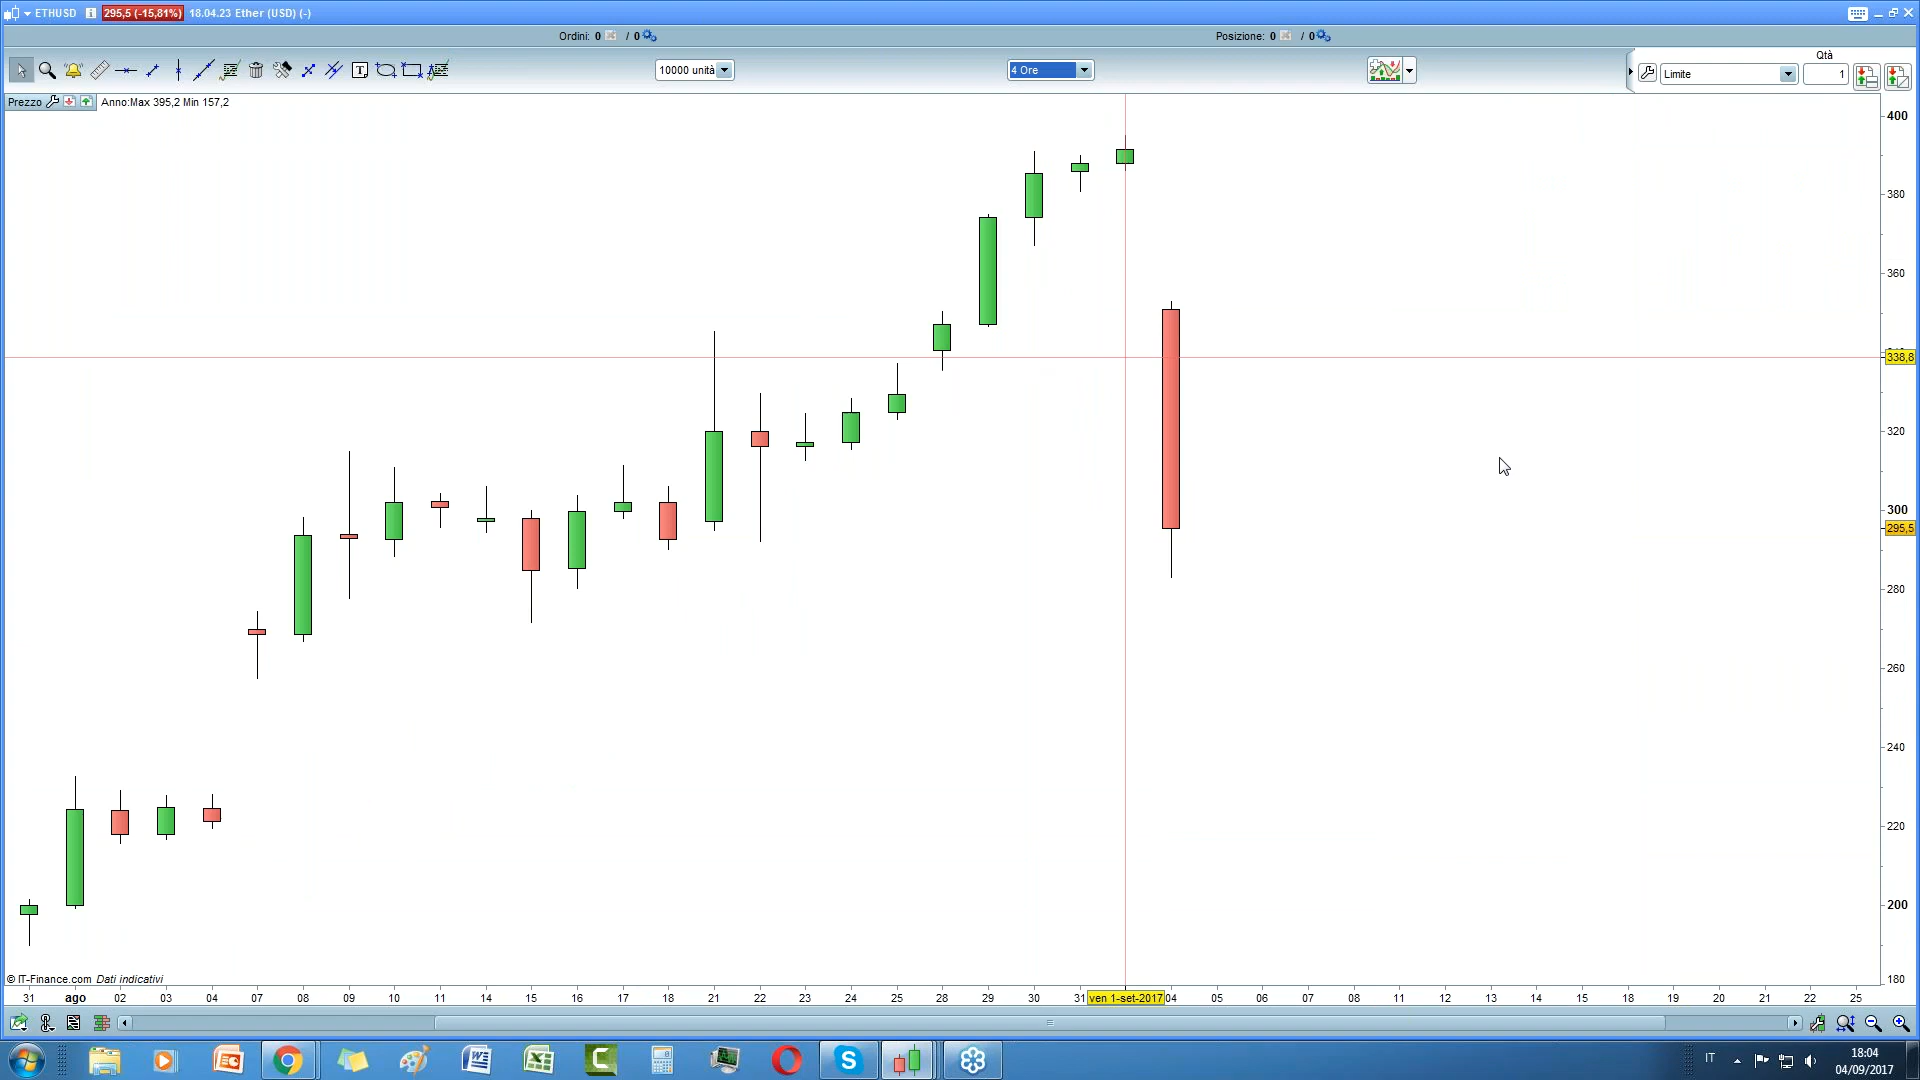 ETHUSD 295,5 (-15,81%) 18.04.23 Ether (USD) (-)
Ordini: 0 / 0 Posizione: 0 / 0
10000 unità 4 Ore Limite Qtà 1
Prezzo Anno:Max 395,2 Min 157,2
400
380
360
338,8
320
300
295,5
280
260
240
220
200
180
© IT-Finance.com Dati indicativi
31 ago 02 03 04 07 08 09 10 11 14 15 16 17 18 21 22 23 24 25 28 29 30 31 ven 1-set-2017 04 05 06 07 08 11 12 13 14 15 18 19 20 21 22 25
IT 18:04
04/09/2017